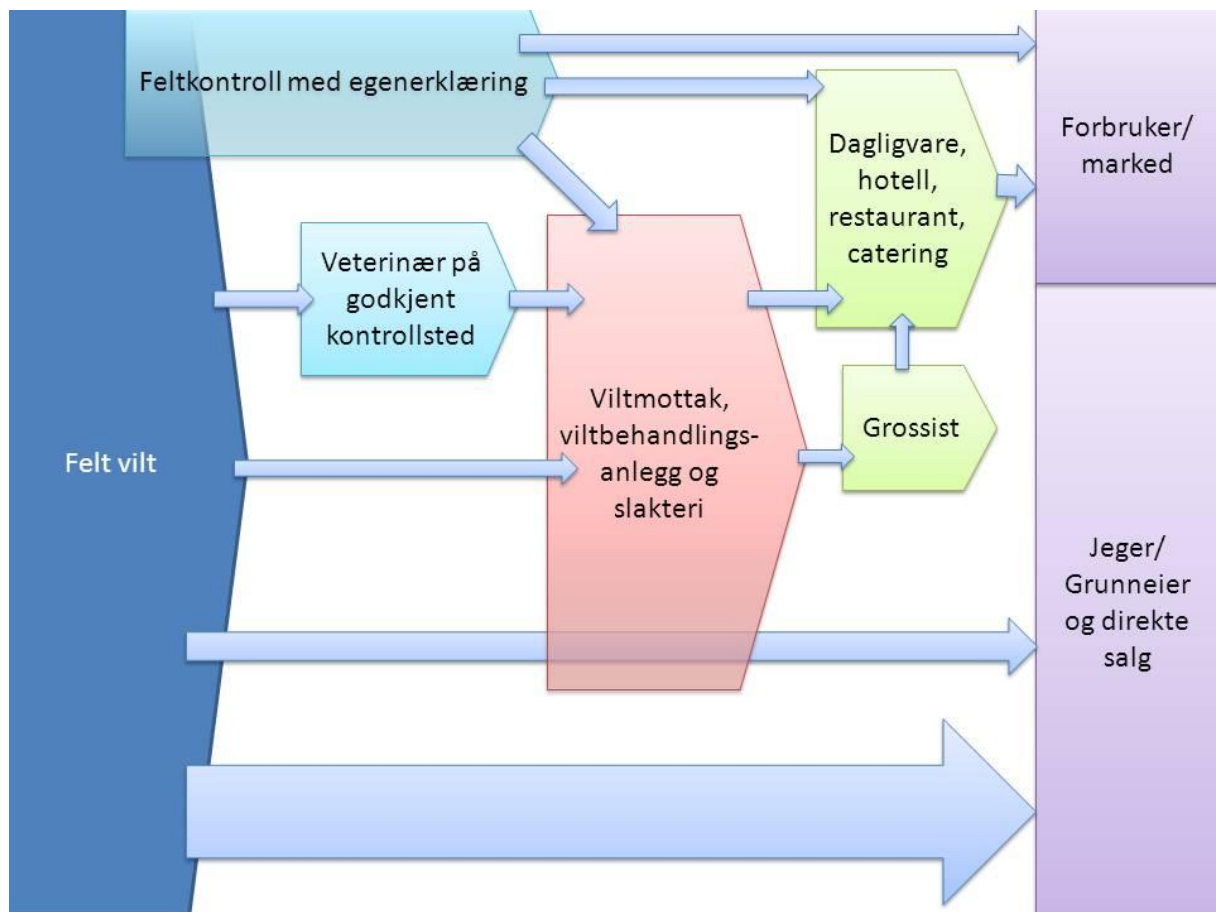 Feltkontroll med egenerklæring
Dagligvare,
hotell,
restaurant,
catering
Forbruker/
marked
Veterinær på
godkjent
kontrollsted
Viltmottak,
viltbehandlings-
anlegg og
slakteri
Grossist
Felt vilt
Jeger/
Grunneier
og direkte
salg